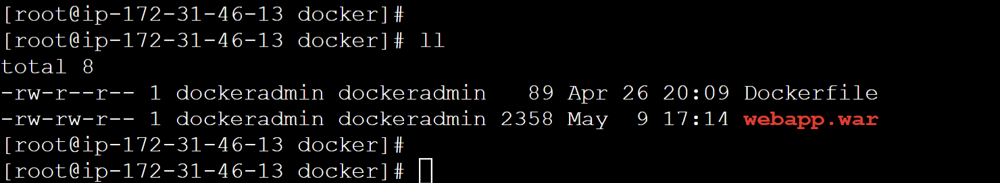 [root@ip-172-31-46-13 docker]#
[root@ip-172-31-46-13 docker]# ll
total 8
-rw-r--r-- 1 dockeradmin dockeradmin   89 Apr 26 20:09 Dockerfile
-rw-rw-r-- 1 dockeradmin dockeradmin 2358 May  9 17:14 webapp.war
[root@ip-172-31-46-13 docker]#
[root@ip-172-31-46-13 docker]#